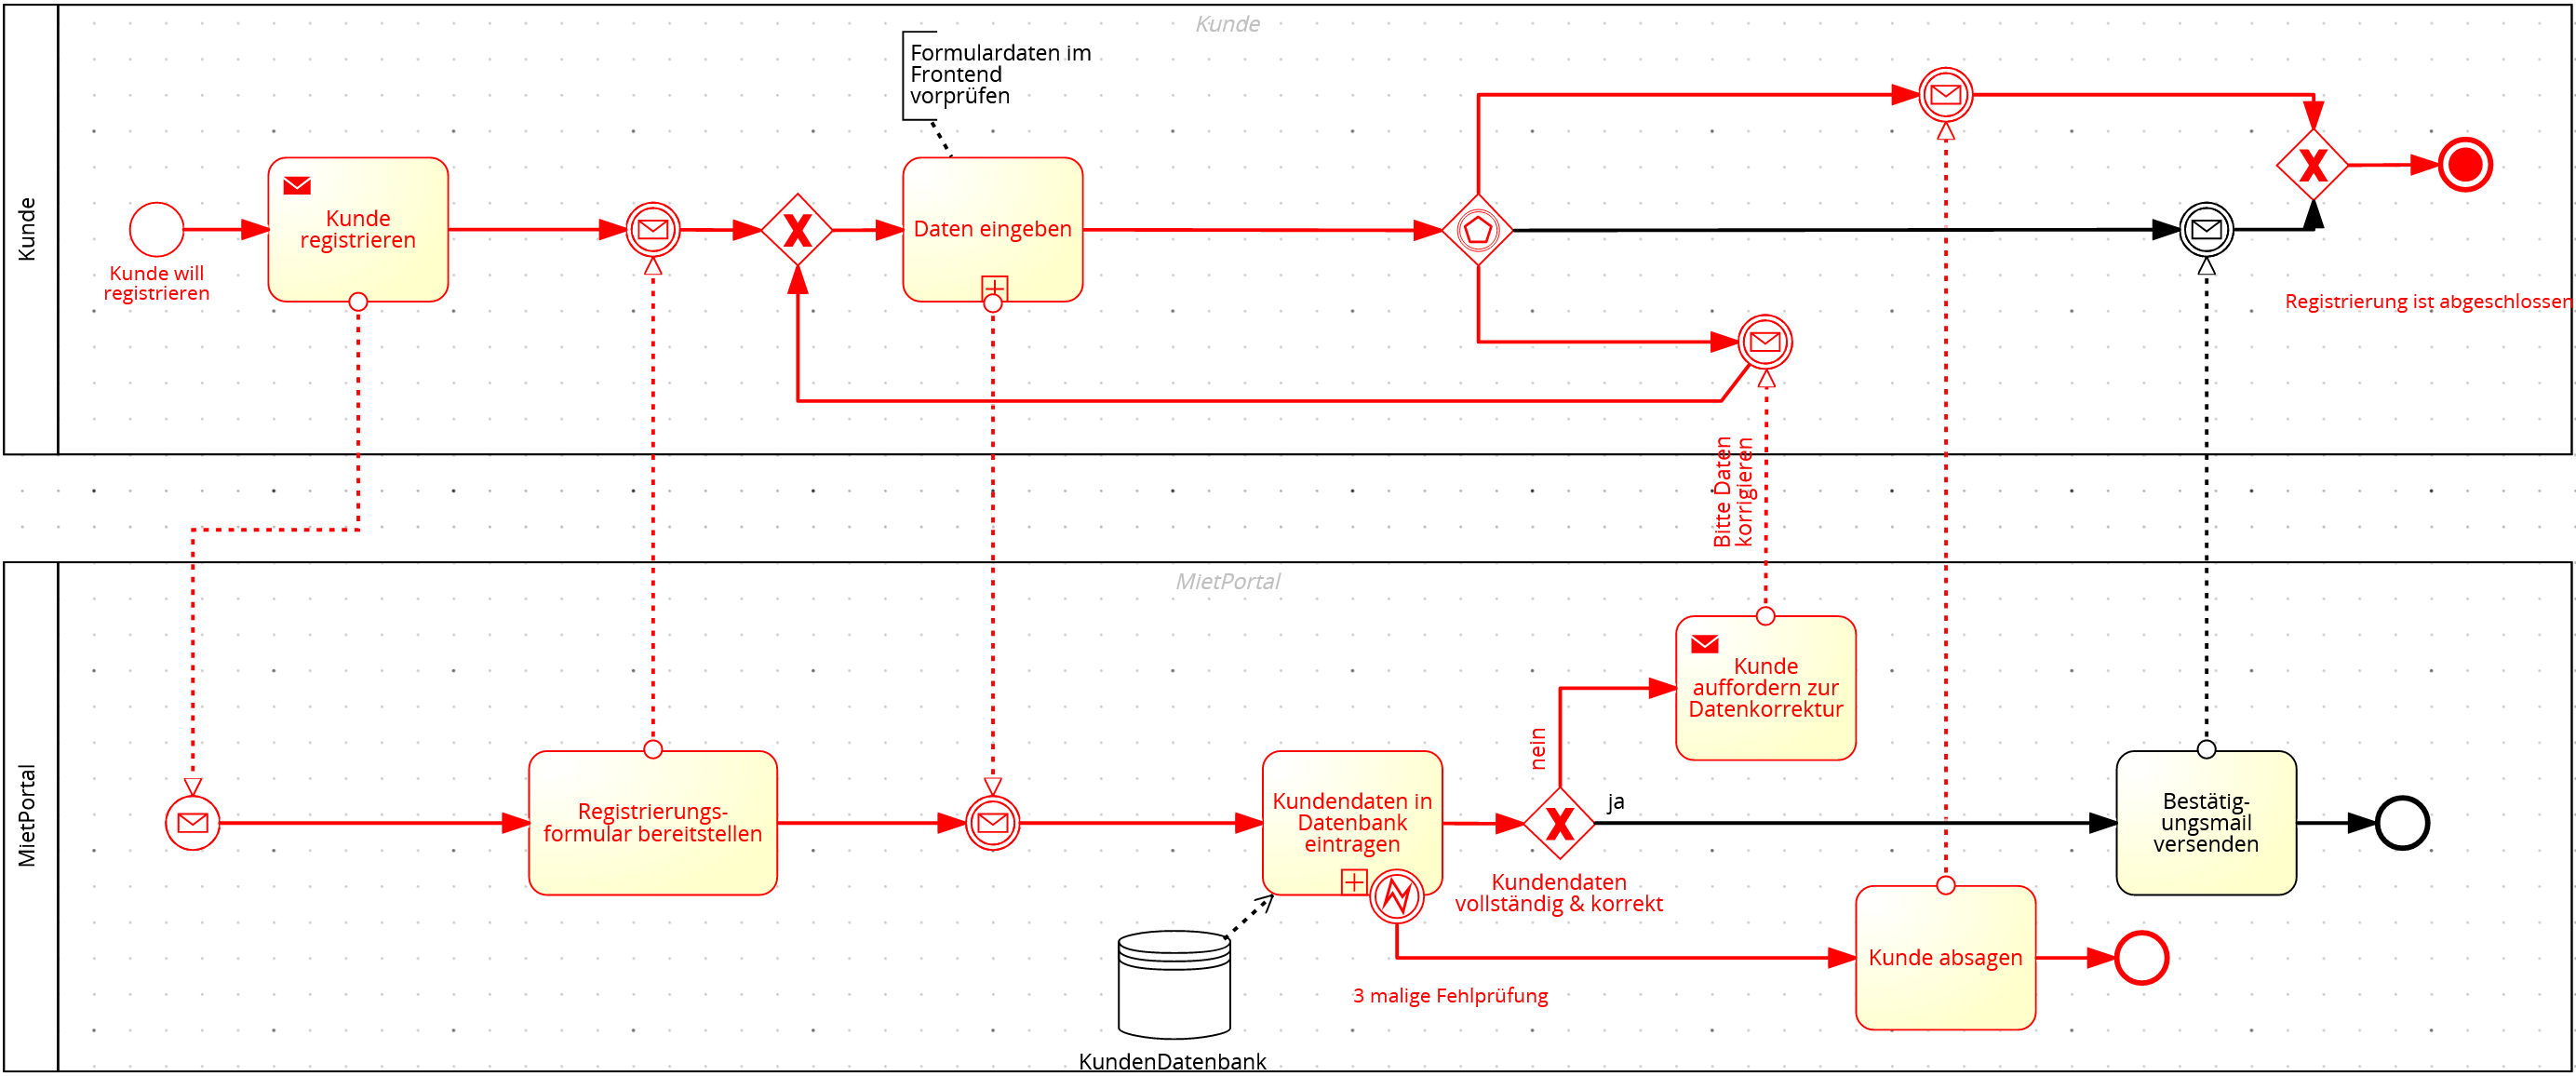 Kunde
Kunde
Formulardaten im
Frontend
vorprüfen
Kunde
registrieren
Kunde will
registrieren
Daten eingeben
Registrierung ist abgeschlossen
Bitte Daten
korrigieren
MietPortal
MietPortal
Kunde
auffordern zur
Datenkorrektur
nein
ja
Registrierungs-
formular bereitstellen
Kundendaten in
Datenbank
eintragen
Kundendaten
vollständig & korrekt
Bestätig-
ungsmail
versenden
Kunde absagen
3 malige Fehlprüfung
KundenDatenbank